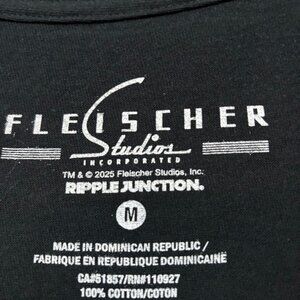 FLEISCHER
Studios
INCORPORATED
TM & © 2025 Fleischer Studios, Inc.
RIPPLE JUNCTION.
M
MADE IN DOMINICAN REPUBLIC /
FABRIQUE EN REPUBLIQUE DOMINICAINE
CA#51857/RN#110927
100% COTTON/COTON